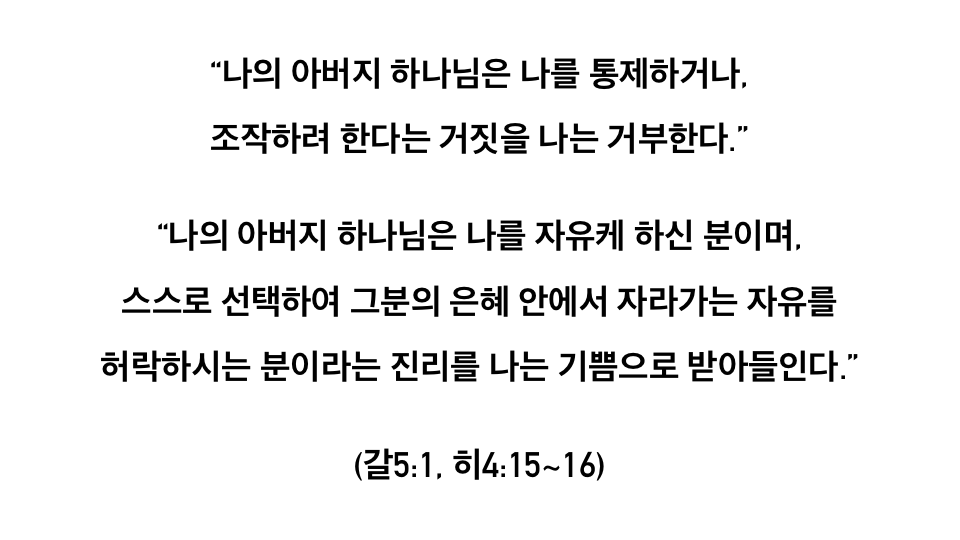 “나의 아버지 하나님은 나를 통제하거나,
조작하려 한다는 거짓을 나는 거부한다.”
“나의 아버지 하나님은 나를 자유케 하신 분이며,
스스로 선택하여 그분의 은혜 안에서 자라가는 자유를
허락하시는 분이라는 진리를 나는 기쁨으로 받아들인다.”
(갈5:1, 히4:15~16)